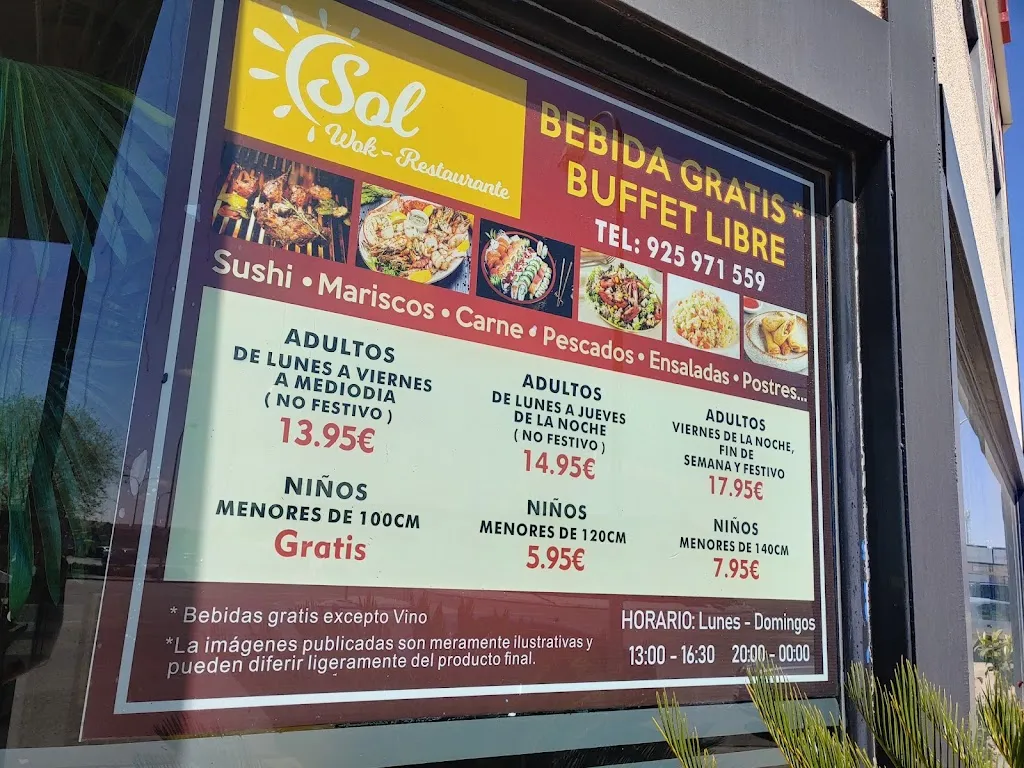 Sol
Wok - Restaurante
BEBIDA GRATIS *
BUFFET LIBRE
TEL: 925 971 559
Sushi • Mariscos • Carne • Pescados • Ensaladas • Postres...
ADULTOS
DE LUNES A VIERNES
A MEDIODIA
( NO FESTIVO )
13.95€
ADULTOS
DE LUNES A JUEVES
DE LA NOCHE
( NO FESTIVO )
14.95€
ADULTOS
VIERNES DE LA NOCHE,
FIN DE
SEMANA Y FESTIVO
17.95€
NIÑOS
MENORES DE 100CM
Gratis
NIÑOS
MENORES DE 120CM
5.95€
NIÑOS
MENORES DE 140CM
7.95€
* Bebidas gratis excepto Vino
*La imágenes publicadas son meramente ilustrativas y
pueden diferir ligeramente del producto final.
HORARIO: Lunes - Domingos
13:00 - 16:30 20:00 - 00:00